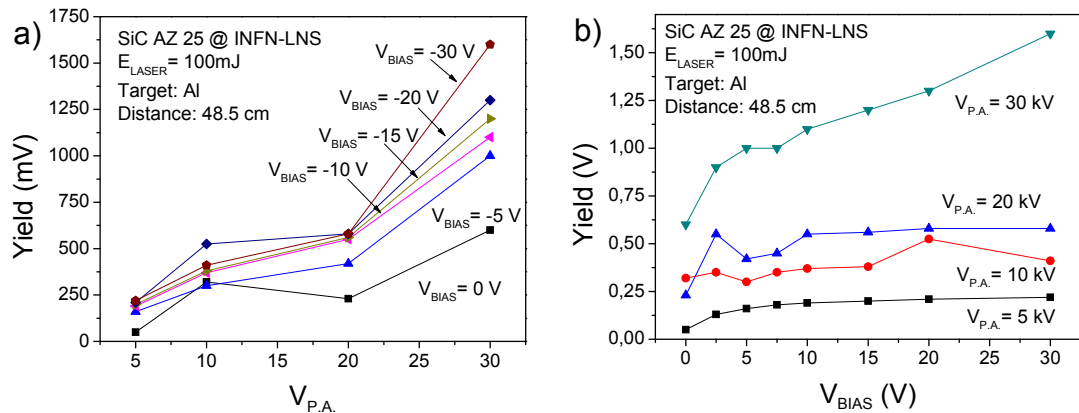 a)
SiC AZ 25 @ INFN-LNS
E_LASER= 100mJ
Target: Al
Distance: 48.5 cm
V_BIAS= -30 V
V_BIAS= -20 V
V_BIAS= -15 V
V_BIAS= -10 V
V_BIAS= -5 V
V_BIAS= 0 V
1750
1500
1250
1000
750
500
250
0
Yield (mV)
5 10 15 20 25 30
V_P.A.
b)
SiC AZ 25 @ INFN-LNS
E_LASER= 100mJ
Target: Al
Distance: 48.5 cm
V_P.A.= 30 kV
V_P.A.= 20 kV
V_P.A.= 10 kV
V_P.A.= 5 kV
1,50
1,25
1,00
0,75
0,50
0,25
0,00
Yield (V)
0 5 10 15 20 25 30
V_BIAS (V)